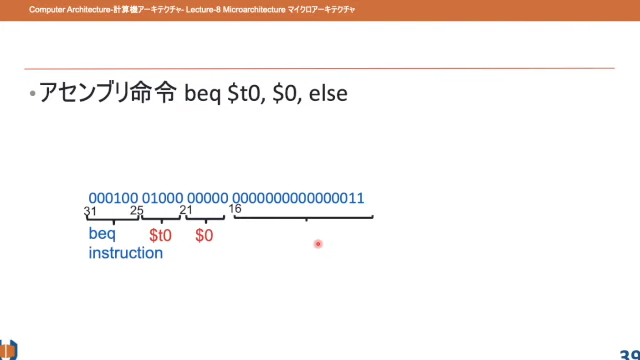 Computer Architecture-計算機アーキテクチャ- Lecture-8 Microarchitecture マイクロアーキテクチャ
•アセンブリ命令 beq $t0, $0, else
000100 01000 00000 0000000000000011
31 25 21 16
beq $t0 $0
instruction
39